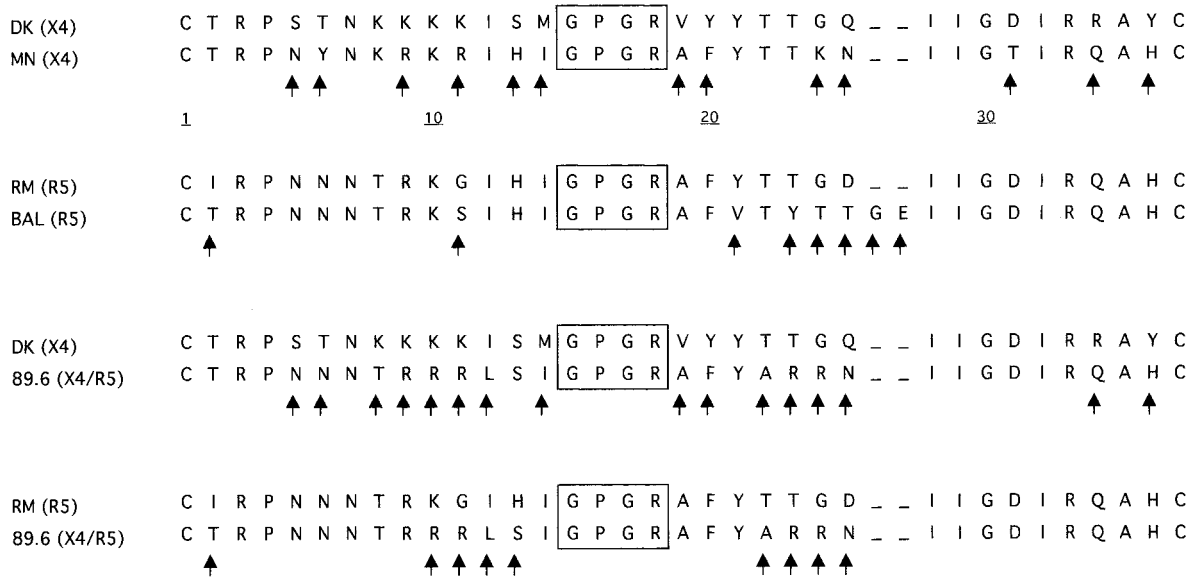 DK (X4) C T R P S T N K K K K I S M G P G R V Y Y T T G Q _ _ I I G D I R R A Y C
MN (X4) C T R P N Y N K R K R I H I G P G R A F Y T T K N _ _ I I G T I R Q A H C
1 10 20 30
RM (R5) C I R P N N N T R K G I H I G P G R A F Y T T G D _ _ I I G D I R Q A H C
BAL (R5) C T R P N N N T R K S I H I G P G R A F V T Y T T G E I I G D I R Q A H C
DK (X4) C T R P S T N K K K K I S M G P G R V Y Y T T G Q _ _ I I G D I R R A Y C
89.6 (X4/R5) C T R P N N N T R R R L S I G P G R A F Y A R R N _ _ I I G D I R Q A H C
RM (R5) C I R P N N N T R K G I H I G P G R A F Y T T G D _ _ I I G D I R Q A H C
89.6 (X4/R5) C T R P N N N T R R R L S I G P G R A F Y A R R N _ _ I I G D I R Q A H C